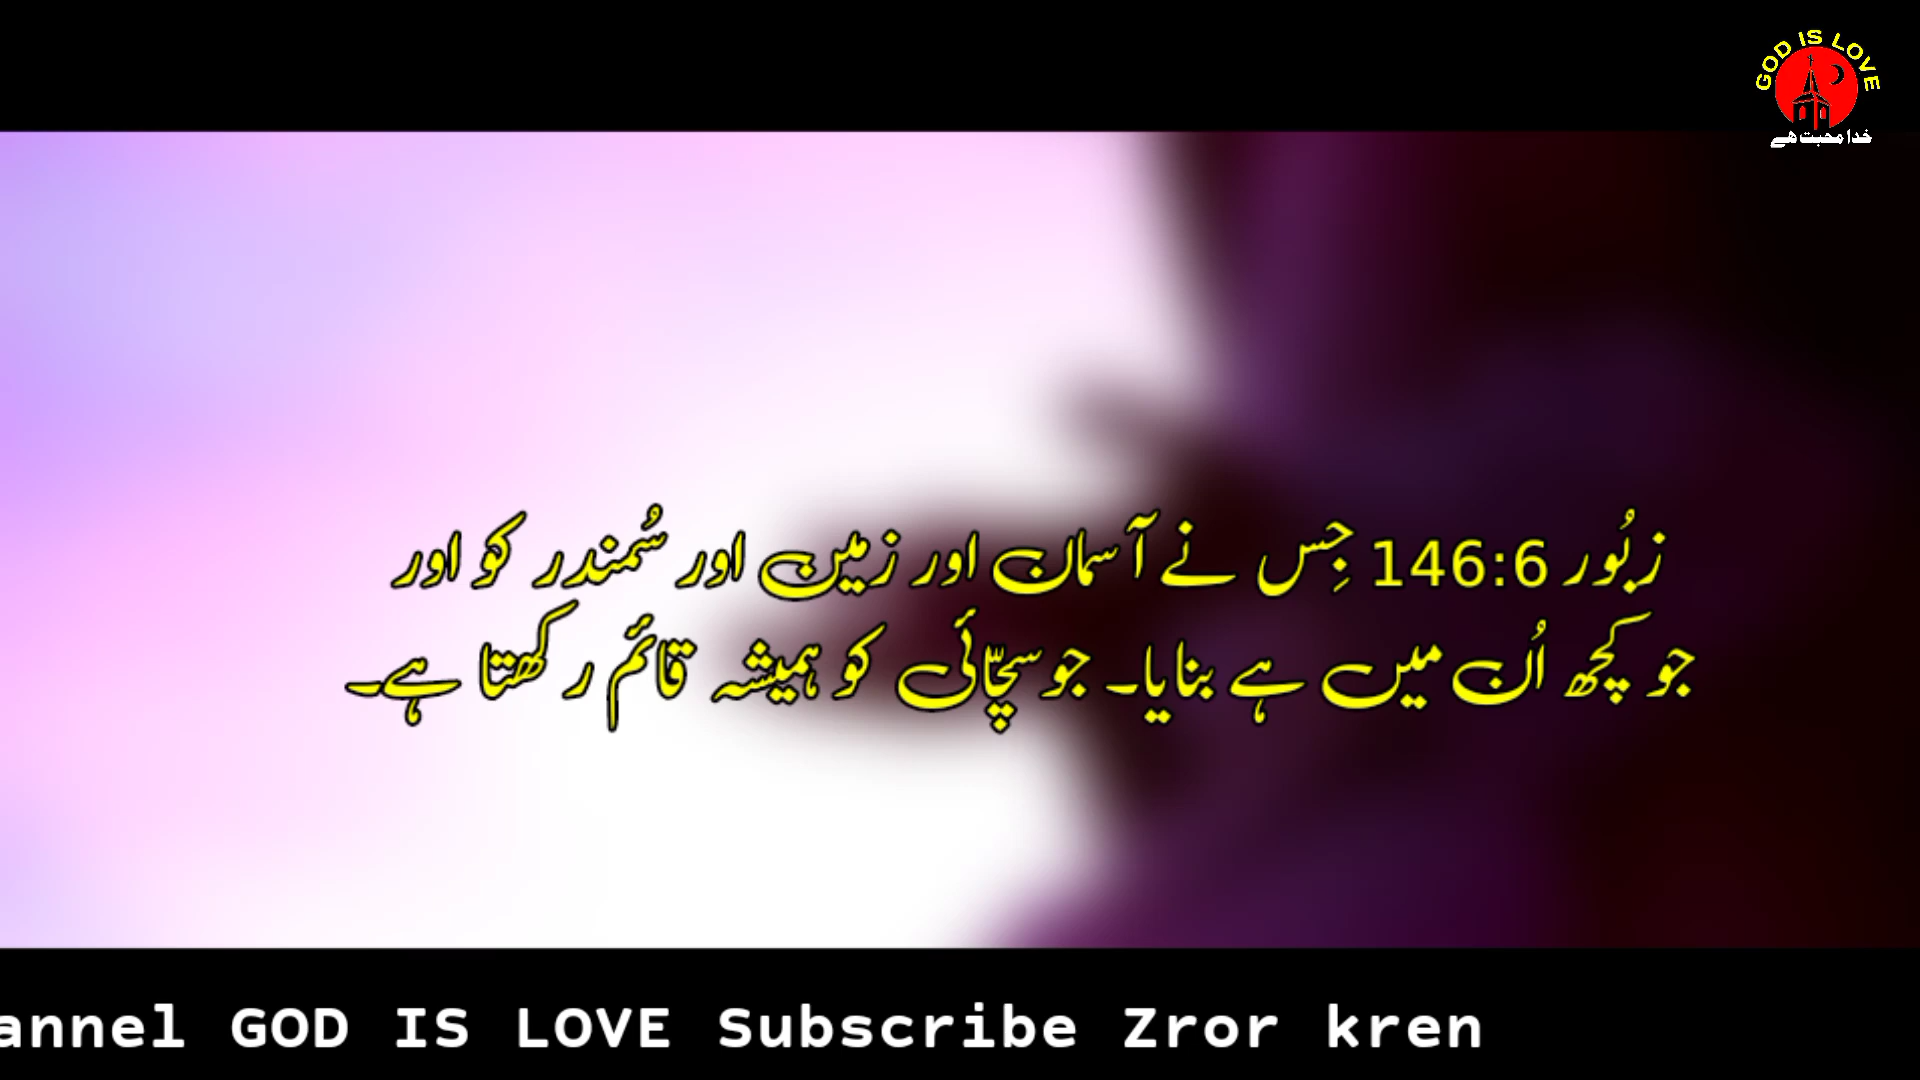 GOD IS LOVE
خدا محبت ھے
زبُور 146:6 جِس نے آسمان اور زمین اور سُمندر کو اور
جو کچھ اُن میں ہے بنایا۔ جو سچّائی کو ہمیشہ قائم رکھتا ہے۔
annel GOD IS LOVE Subscribe Zror kren